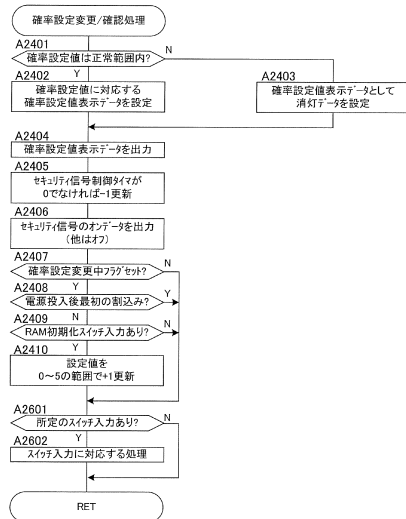 確率設定変更/確認処理
A2401
確率設定値は正常範囲内?
N
Y
A2402
確率設定値に対応する
確率設定値表示データを設定
A2403
確率設定値表示データとして
消灯データを設定
A2404
確率設定値表示データを出力
A2405
セキュリティ信号制御タイマが
0でなければ-1更新
A2406
セキュリティ信号のオンデータを出力
(他はオフ)
A2407
確率設定変更中フラグセット?
N
Y
A2408
電源投入後最初の割込み?
Y
N
A2409
RAM初期化スイッチ入力あり?
N
Y
A2410
設定値を
0~5の範囲で+1更新
A2601
所定のスイッチ入力あり?
N
Y
A2602
スイッチ入力に対応する処理
RET